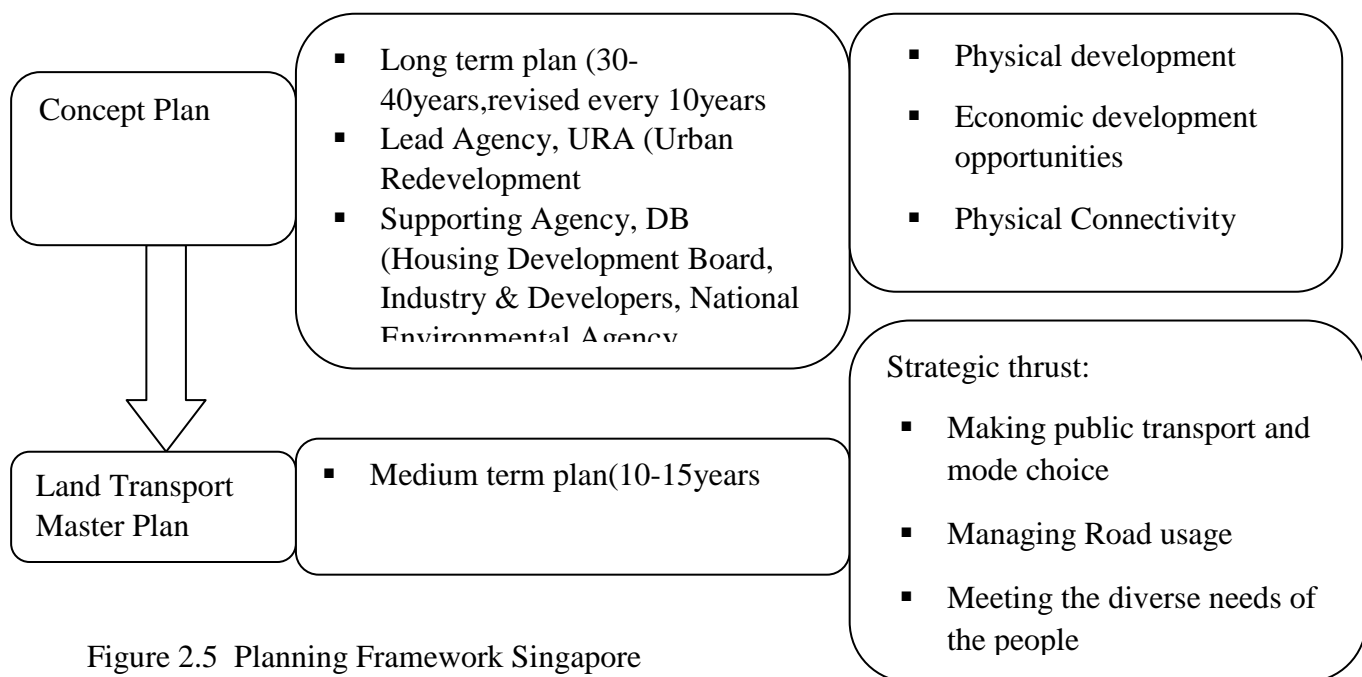 Concept Plan
▪ Long term plan (30-
40years,revised every 10years
▪ Lead Agency, URA (Urban
Redevelopment
▪ Supporting Agency, DB
(Housing Development Board,
Industry & Developers, National
Environmental Agency
▪ Physical development
▪ Economic development
opportunities
▪ Physical Connectivity
Land Transport
Master Plan
▪ Medium term plan(10-15years
Strategic thrust:
▪ Making public transport and
mode choice
▪ Managing Road usage
▪ Meeting the diverse needs of
the people
Figure 2.5 Planning Framework Singapore